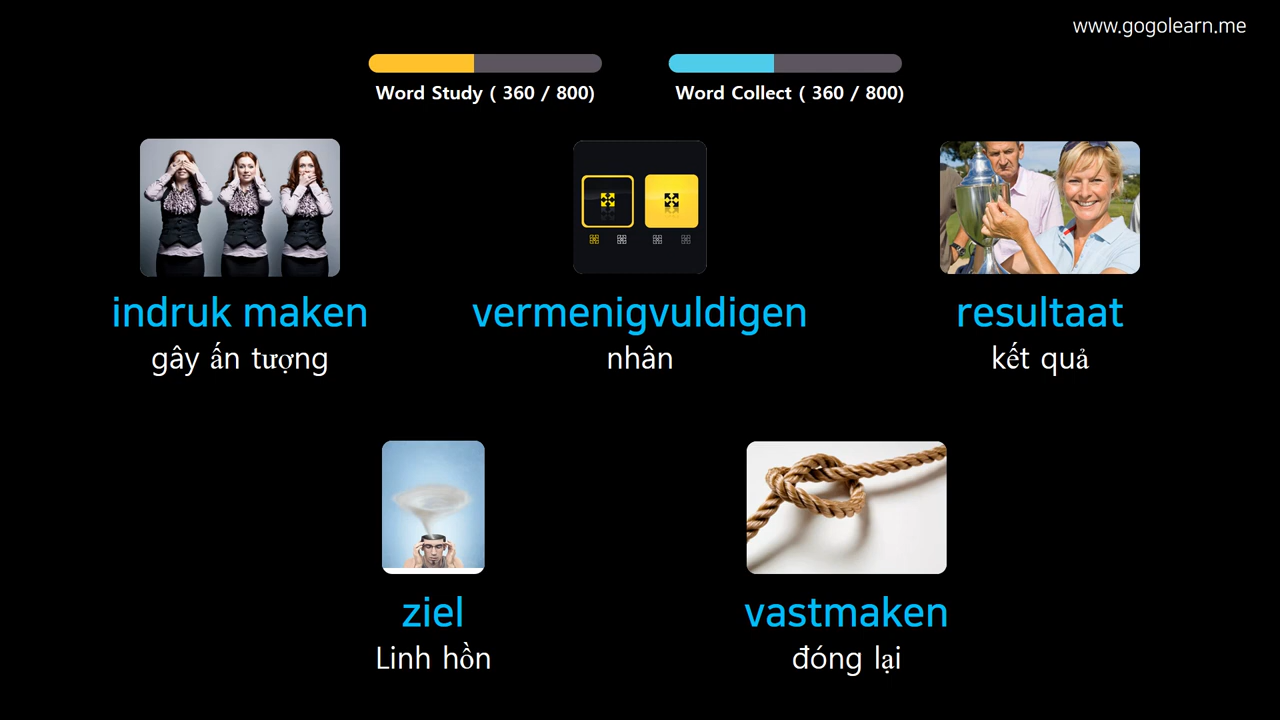 www.gogolearn.me
Word Study ( 360 / 800)
Word Collect ( 360 / 800)
indruk maken
gây ấn tượng
vermenigvuldigen
nhân
resultaat
kết quả
ziel
Linh hồn
vastmaken
đóng lại